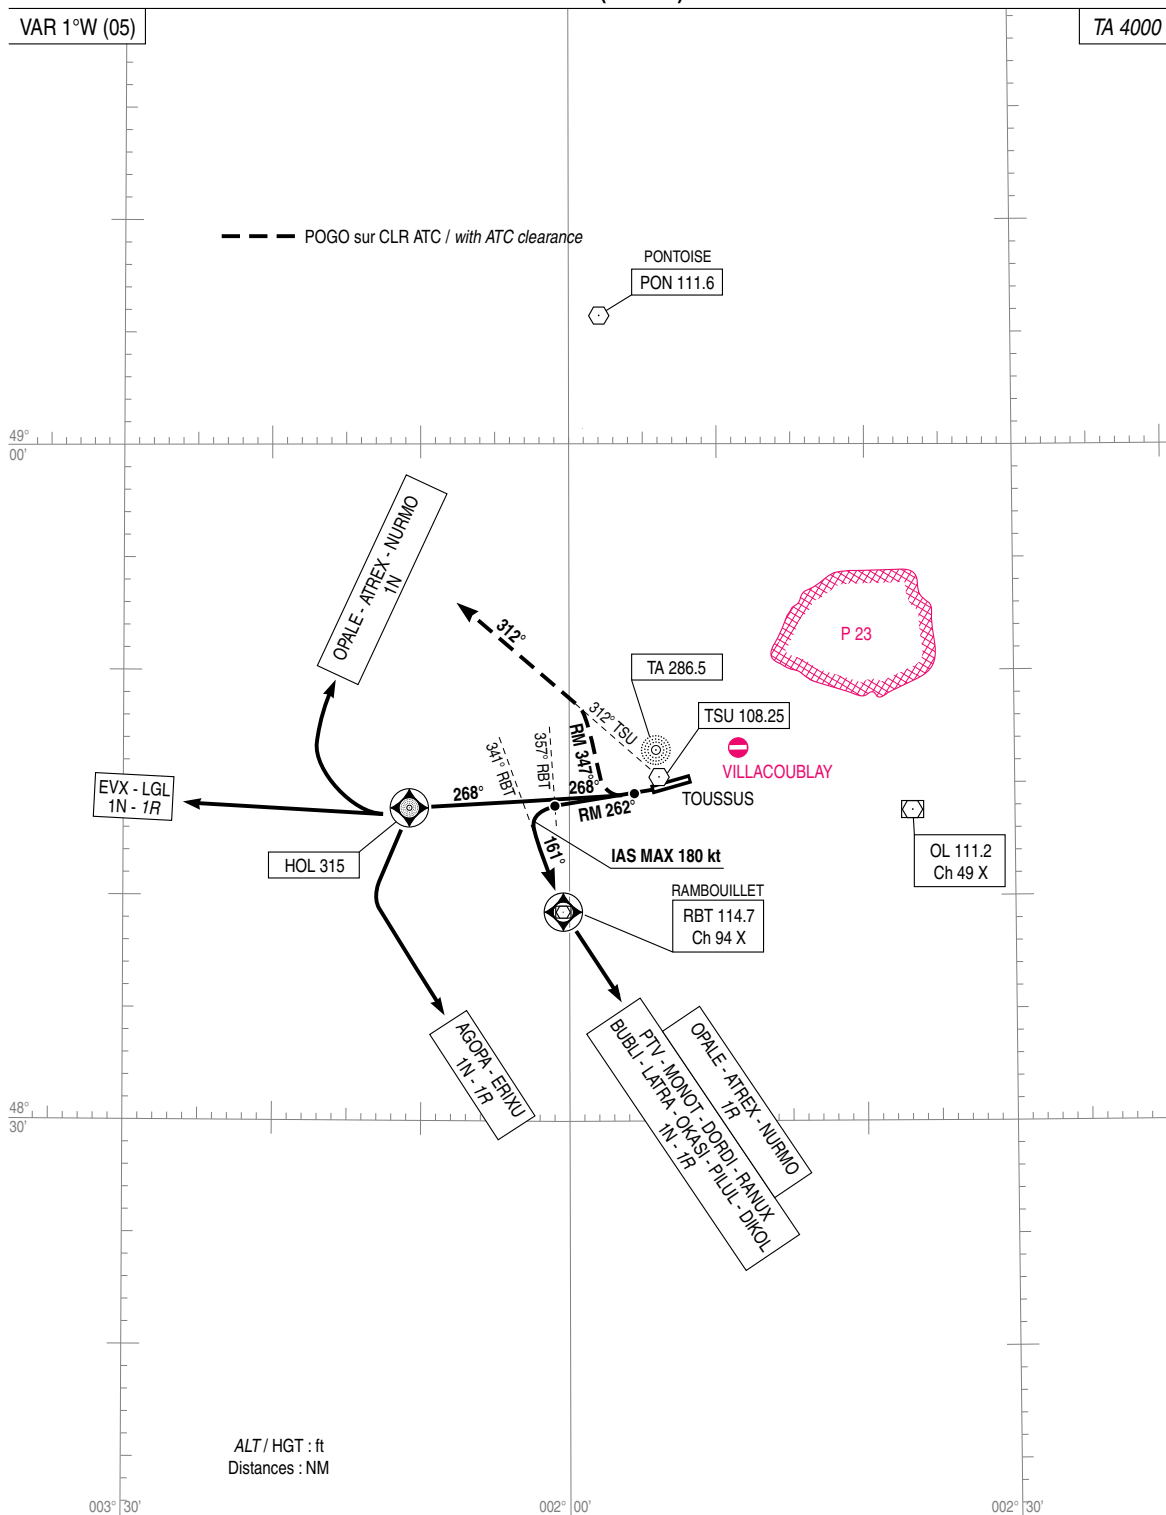 VAR 1°W (05)
TA 4000
POGO sur CLR ATC / with ATC clearance
PONTOISE
PON 111.6
49°
00'
OPALE - ATREX - NURMO
1N
P 23
312°
TA 286.5
312° TSU
TSU 108.25
RM 347°
357° RBT
341° RBT
VILLACOUBLAY
EVX - LGL
1N - 1R
268°
268°
TOUSSUS
RM 262°
HOL 315
161°
IAS MAX 180 kt
OL 111.2
Ch 49 X
RAMBOUILLET
RBT 114.7
Ch 94 X
AGOPA - ERIXU
1N - 1R
OPALE - ATREX - NURMO
1R
PTV - MONOT - DORDI - RANUX
BUBLI - LATRA - OKASI - PILUL - DIKOL
1N - 1R
48°
30'
ALT / HGT : ft
Distances : NM
003° 30'
002° 00'
002° 30'